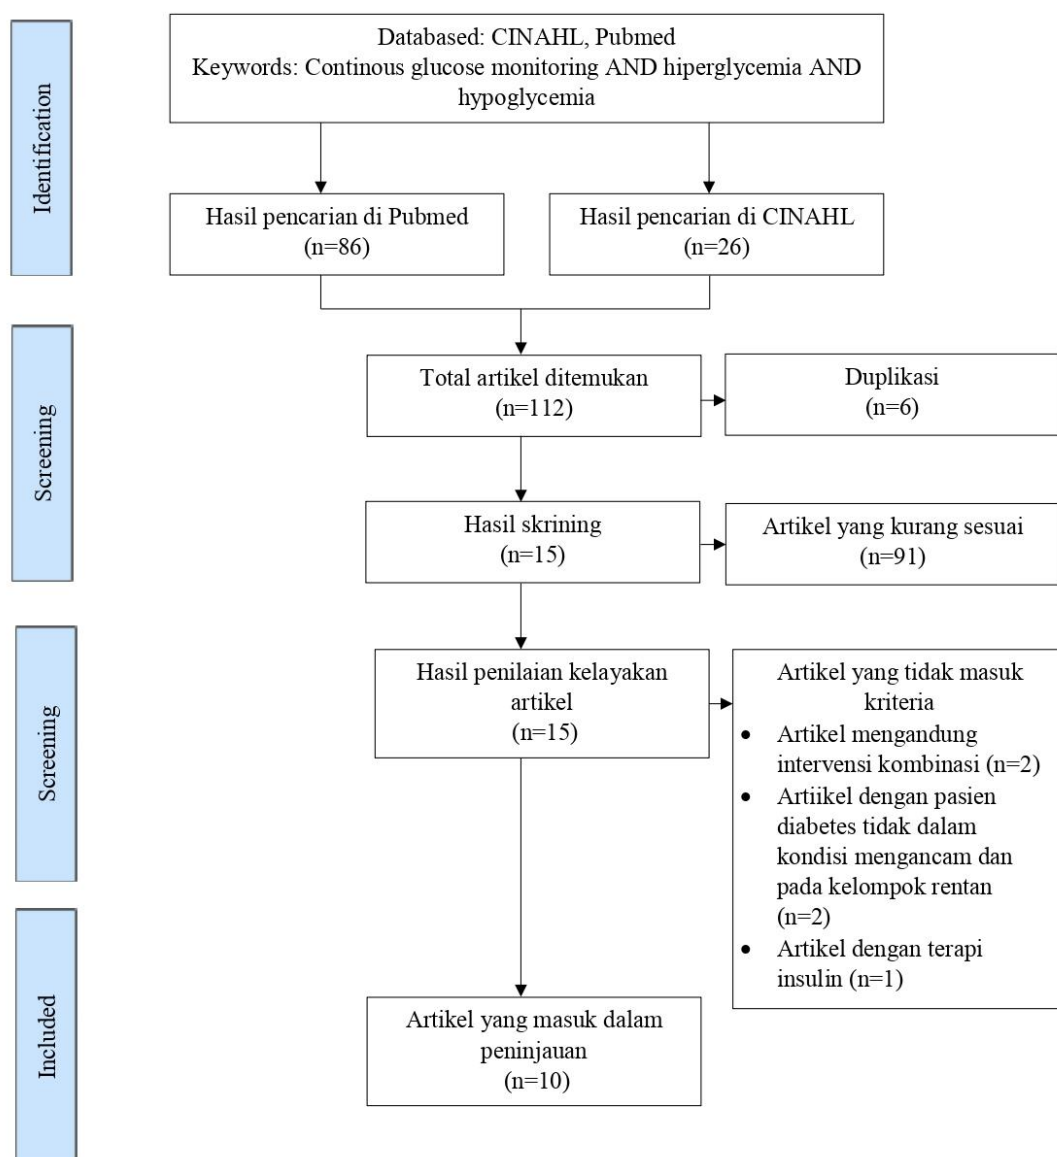 Identification
Databased: CINAHL, Pubmed
Keywords: Continous glucose monitoring AND hiperglycemia AND
hypoglycemia
Hasil pencarian di Pubmed
(n=86)
Hasil pencarian di CINAHL
(n=26)
Screening
Total artikel ditemukan
(n=112)
Duplikasi
(n=6)
Hasil skrining
(n=15)
Artikel yang kurang sesuai
(n=91)
Screening
Hasil penilaian kelayakan
artikel
(n=15)
Artikel yang tidak masuk
kriteria
• Artikel mengandung
intervensi kombinasi (n=2)
• Artiikel dengan pasien
diabetes tidak dalam
kondisi mengancam dan
pada kelompok rentan
(n=2)
• Artikel dengan terapi
insulin (n=1)
Included
Artikel yang masuk dalam
peninjauan
(n=10)